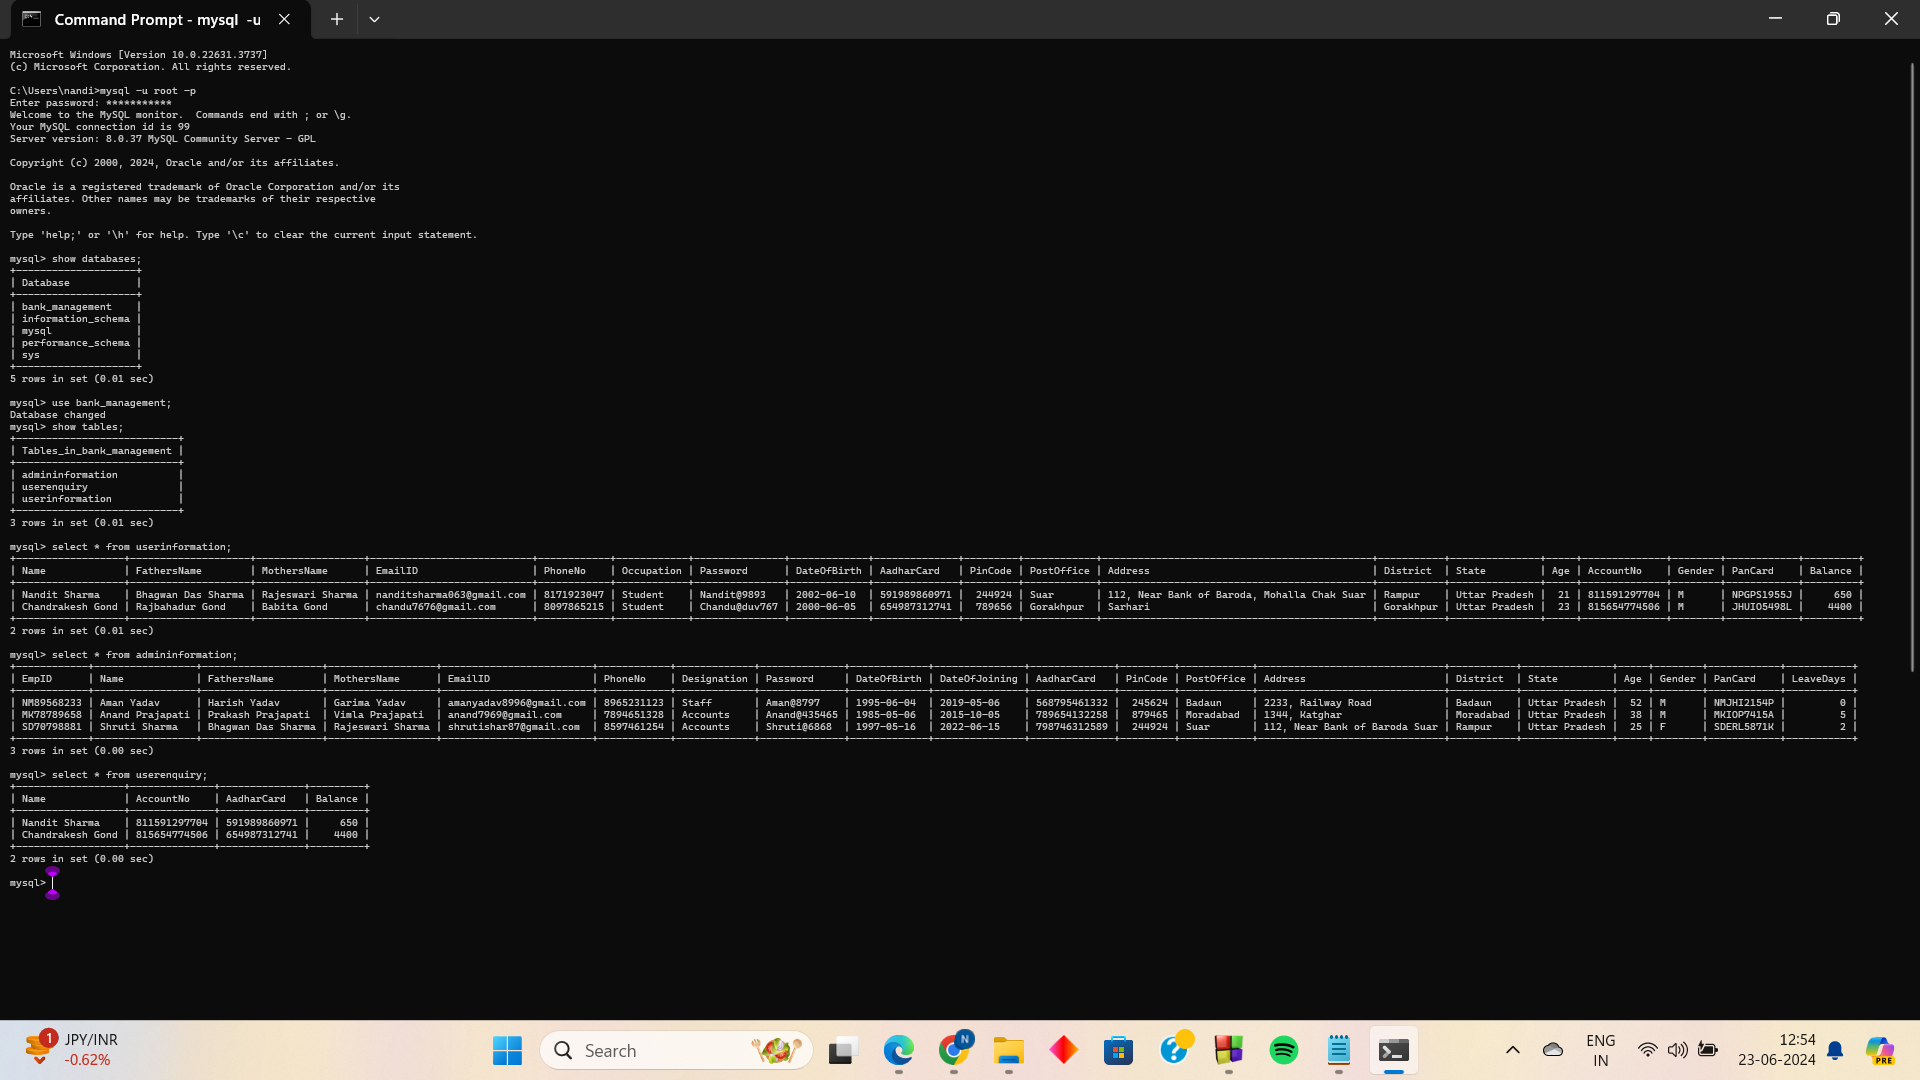 Command Prompt - mysql -u
Microsoft Windows [Version 10.0.22631.3737]
(c) Microsoft Corporation. All rights reserved.
C:\Users\nandi>mysql -u root -p
Enter password: ***********
Welcome to the MySQL monitor.  Commands end with ; or \g.
Your MySQL connection id is 99
Server version: 8.0.37 MySQL Community Server - GPL
Copyright (c) 2000, 2024, Oracle and/or its affiliates.
Oracle is a registered trademark of Oracle Corporation and/or its
affiliates. Other names may be trademarks of their respective
owners.
Type 'help;' or '\h' for help. Type '\c' to clear the current input statement.
mysql> show databases;
| Database |
| bank_management |
| information_schema |
| mysql |
| performance_schema |
| sys |
5 rows in set (0.01 sec)
mysql> use bank_management;
Database changed
mysql> show tables;
| Tables_in_bank_management |
| admininformation |
| userenquiry |
| userinformation |
3 rows in set (0.01 sec)
mysql> select * from userinformation;
| Name | FathersName | MothersName | EmailID | PhoneNo | Occupation | Password | DateOfBirth | AadharCard | PinCode | PostOffice | Address | District | State | Age | AccountNo | Gender | PanCard | Balance |
| Nandit Sharma | Bhagwan Das Sharma | Rajeswari Sharma | nanditsharma063@gmail.com | 8171923047 | Student | Nandit@9893 | 2002-06-10 | 591989860971 | 244924 | Suar | 112, Near Bank of Baroda, Mohalla Chak Suar | Rampur | Uttar Pradesh | 21 | 811591297704 | M | NPGPS1955J | 650 |
| Chandrakesh Gond | Rajbahadur Gond | Babita Gond | chandu7676@gmail.com | 8097865215 | Student | Chandu@duv767 | 2000-06-05 | 654987312741 | 789656 | Gorakhpur | Sarhari | Gorakhpur | Uttar Pradesh | 23 | 815654774506 | M | JHUIO5498L | 4400 |
2 rows in set (0.01 sec)
mysql> select * from admininformation;
| EmpID | Name | FathersName | MothersName | EmailID | PhoneNo | Designation | Password | DateOfBirth | DateOfJoining | AadharCard | PinCode | PostOffice | Address | District | State | Age | Gender | PanCard | LeaveDays |
| NM89568233 | Aman Yadav | Harish Yadav | Garima Yadav | amanyadav8996@gmail.com | 8965231123 | Staff | Aman@8797 | 1995-06-04 | 2019-05-06 | 568795461332 | 245624 | Badaun | 2233, Railway Road | Badaun | Uttar Pradesh | 52 | M | NMJHI2154P | 0 |
| MK78789658 | Anand Prajapati | Prakash Prajapati | Vimla Prajapati | anand7969@gmail.com | 7894651328 | Accounts | Anand@435465 | 1985-05-06 | 2015-10-05 | 789654132258 | 879465 | Moradabad | 1344, Katghar | Moradabad | Uttar Pradesh | 38 | M | MKIOP7415A | 5 |
| SD70798881 | Shruti Sharma | Bhagwan Das Sharma | Rajeswari Sharma | shrutishar87@gmail.com | 8597461254 | Accounts | Shruti@6868 | 1997-05-16 | 2022-06-15 | 798746312589 | 244924 | Suar | 112, Near Bank of Baroda Suar | Rampur | Uttar Pradesh | 25 | F | SDERL5871K | 2 |
3 rows in set (0.00 sec)
mysql> select * from userenquiry;
| Name | AccountNo | AadharCard | Balance |
| Nandit Sharma | 811591297704 | 591989860971 | 650 |
| Chandrakesh Gond | 815654774506 | 654987312741 | 4400 |
2 rows in set (0.00 sec)
mysql>
1
JPY/INR
-0.62%
Search
N
ENG
IN
12:54
23-06-2024
PRE